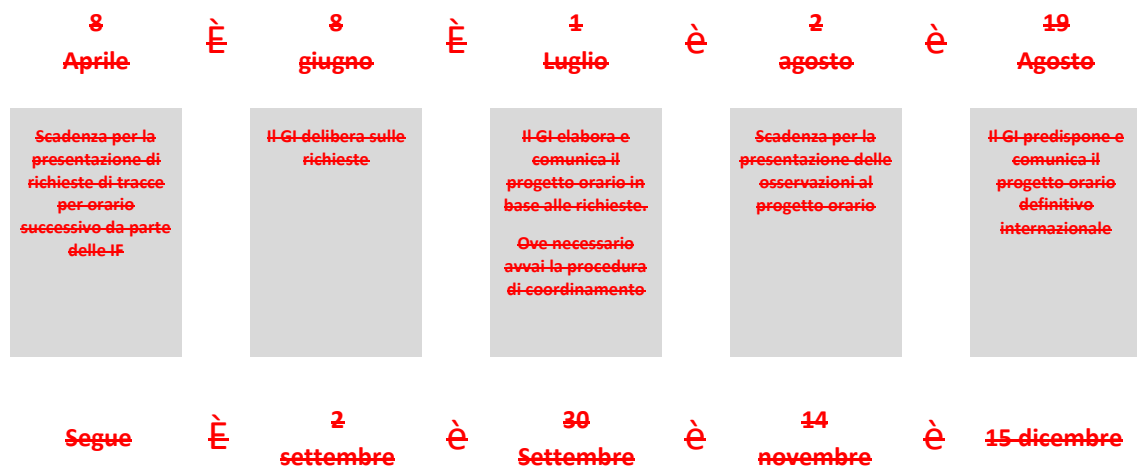 8 È 8 È 1 è 2 è 19
Aprile giugno Luglio agosto Agosto
Scadenza per la
presentazione di
richieste di tracce
per orario
successivo da parte
delle IF
Il GI delibera sulle
richieste
Il GI elabora e
comunica il
progetto orario in
base alle richieste.
Ove necessario
avvai la procedura
di coordinamento
Scadenza per la
presentazione delle
osservazioni al
progetto orario
Il GI predispone e
comunica il
progetto orario
definitivo
internazionale
Segue È 2 è 30 è 14 è 15 dicembre
settembre Settembre novembre